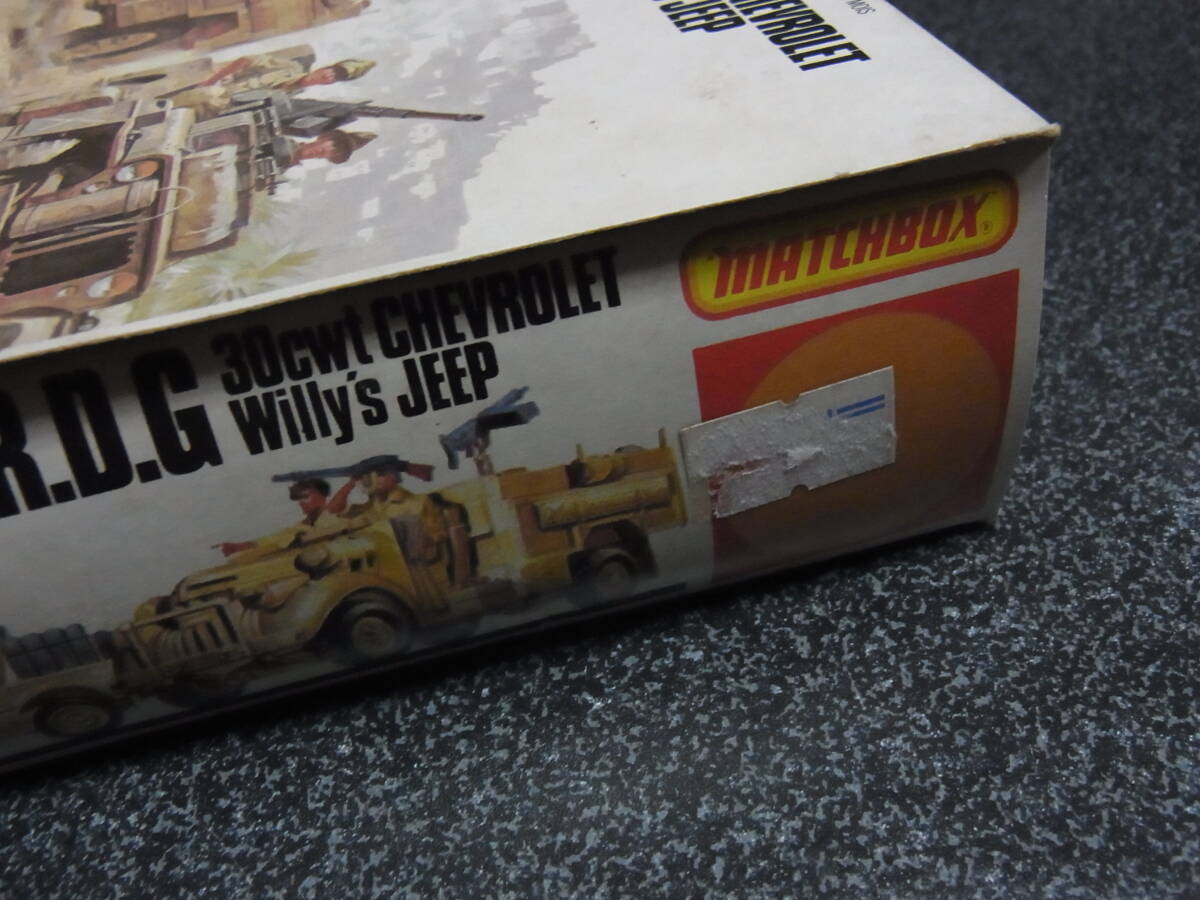 CHEVROLET
JEEP
MATCHBOX®
R.D.G
30cwt CHEVROLET
Willy's JEEP